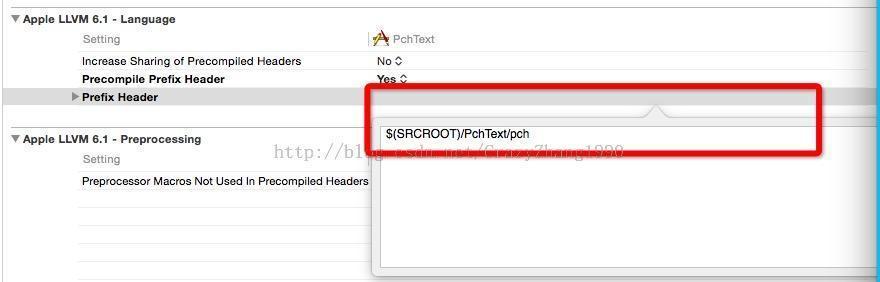 Apple LLVM 6.1 - Language
Setting PchText
Increase Sharing of Precompiled Headers No
Precompile Prefix Header Yes
Prefix Header
$(SRCROOT)/PchText/pch
Apple LLVM 6.1 - Preprocessing
http://blog.csdn.net/CrazyZhang1990
Setting
Preprocessor Macros Not Used In Precompiled Headers